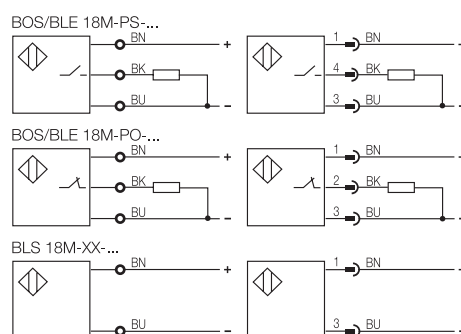 BOS/BLE 18M-PS-...
BN + 1 BN
BK 4 BK
BU - 3 BU -
BOS/BLE 18M-PO-...
BN + 1 BN
BK 2 BK
BU - 3 BU -
BLS 18M-XX-...
BN + 1 BN
BU - 3 BU